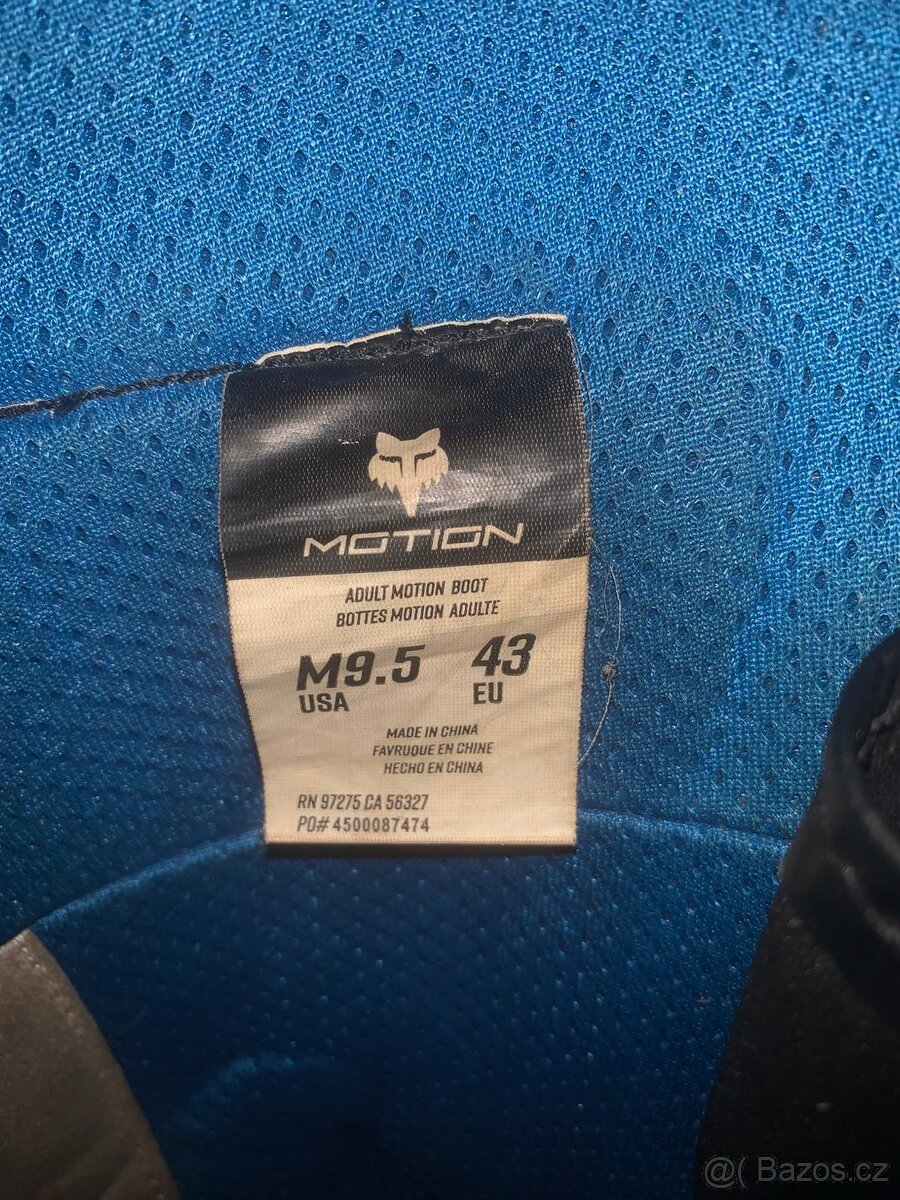 MOTION
ADULT MOTION BOOT
BOTTES MOTION ADULTE
M9.5 43
USA EU
MADE IN CHINA
FAVRUQUE EN CHINE
HECHO EN CHINA
RN 97275 CA 56327
PO# 4500087474
@( Bazos.cz